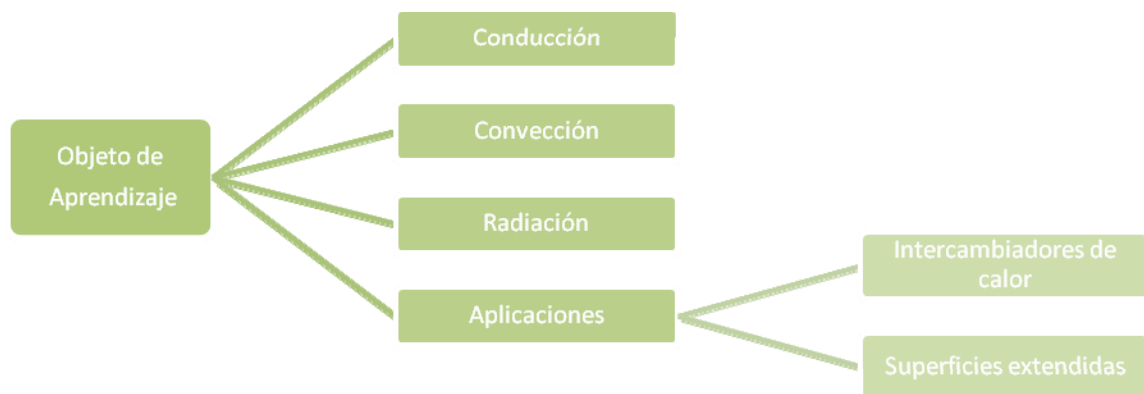 Objeto de
Aprendizaje
Conducción
Convección
Radiación
Aplicaciones
Intercambiadores de
calor
Superficies extendidas